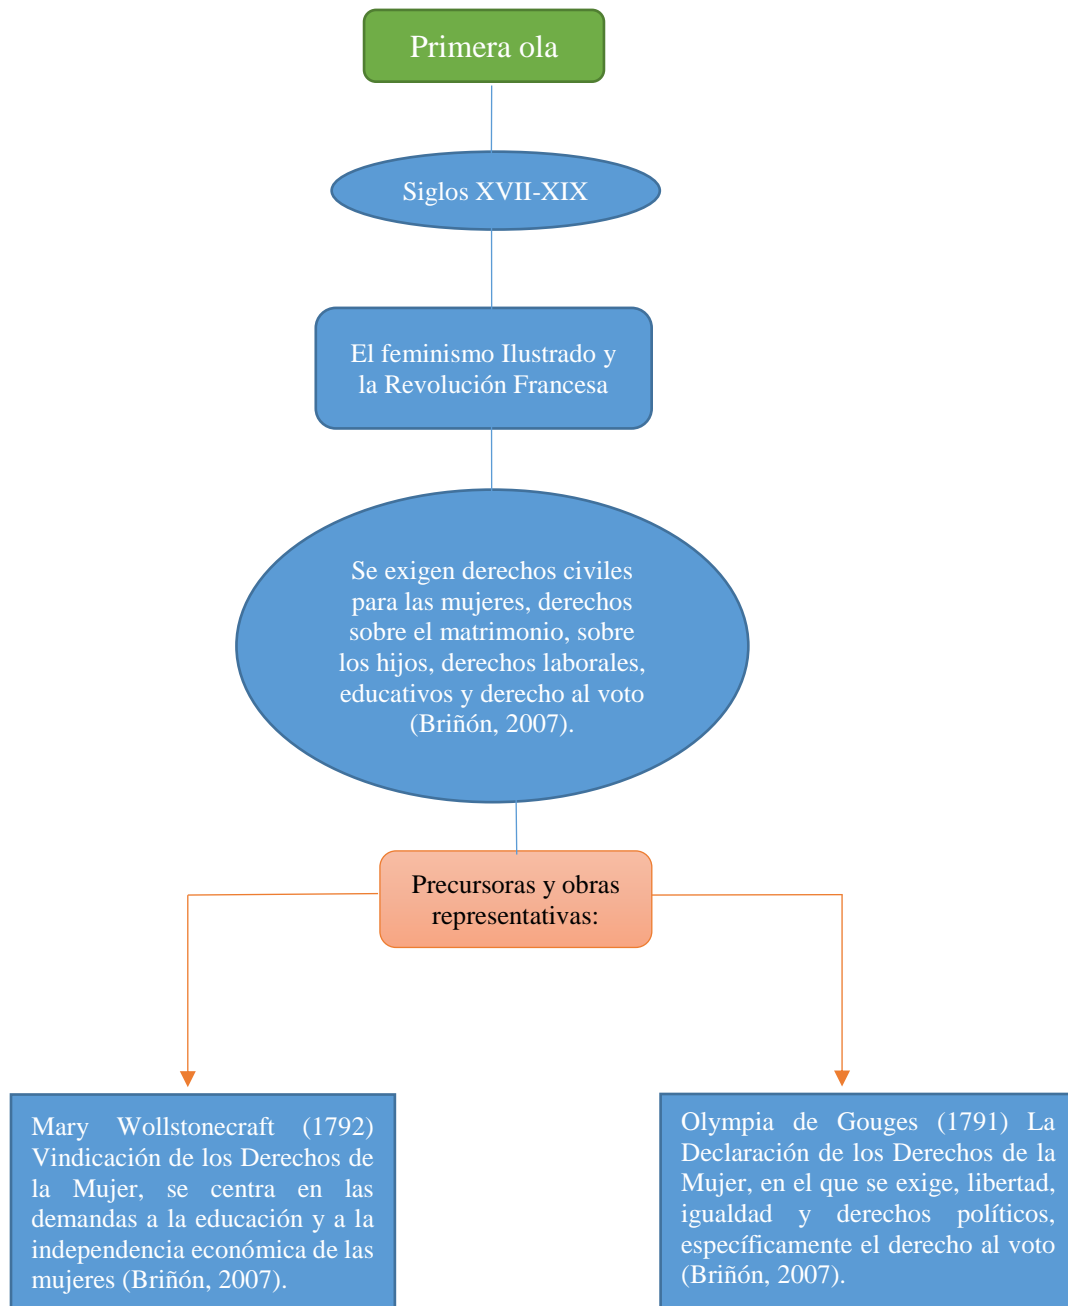 Primera ola
Siglos XVII-XIX
El feminismo Ilustrado y
la Revolución Francesa
Se exigen derechos civiles
para las mujeres, derechos
sobre el matrimonio, sobre
los hijos, derechos laborales,
educativos y derecho al voto
(Briñón, 2007).
Precursoras y obras
representativas:
Mary Wollstonecraft (1792)
Vindicación de los Derechos de
la Mujer, se centra en las
demandas a la educación y a la
independencia económica de las
mujeres (Briñón, 2007).
Olympia de Gouges (1791) La
Declaración de los Derechos de la
Mujer, en el que se exige, libertad,
igualdad y derechos políticos,
específicamente el derecho al voto
(Briñón, 2007).